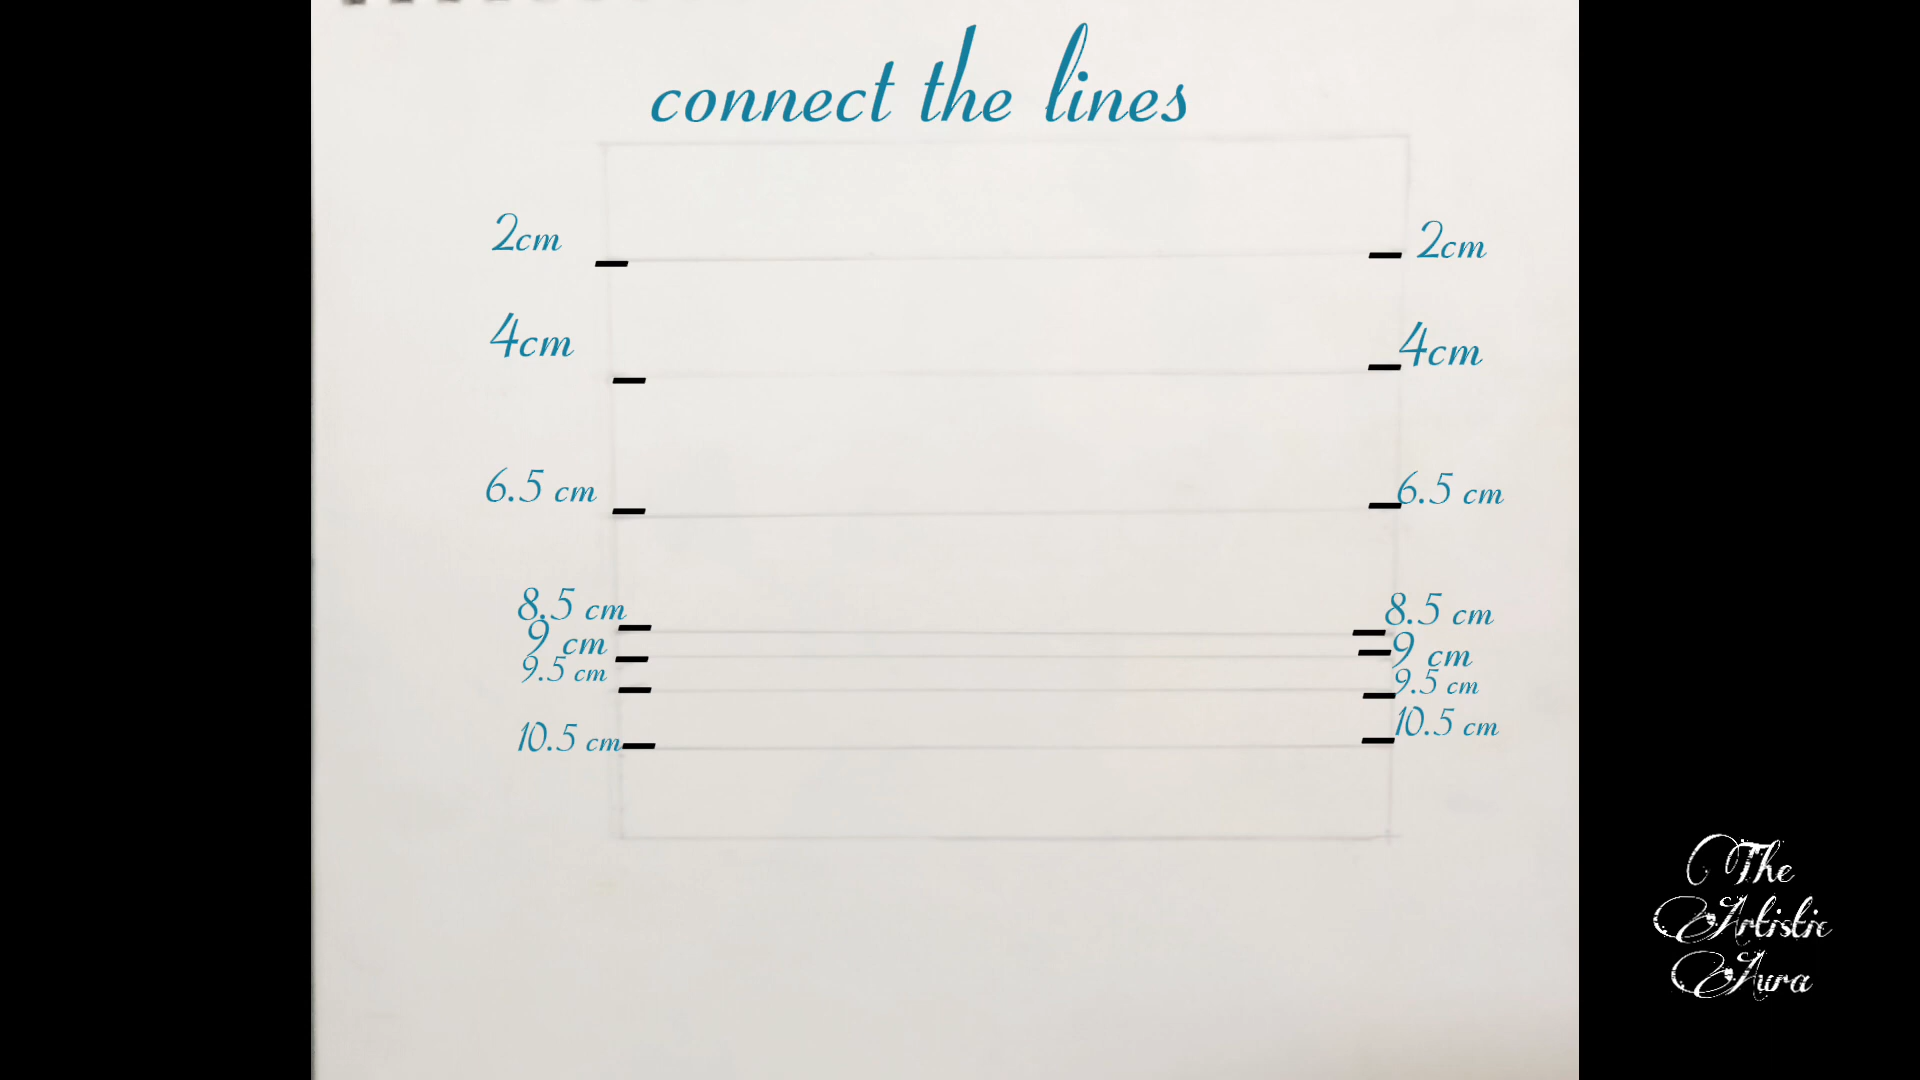 connect the lines
2cm 2cm
4cm 4cm
6.5 cm 6.5 cm
8.5 cm 8.5 cm
9 cm 9 cm
9.5 cm 9.5 cm
10.5 cm 10.5 cm
The
Artistic
Aura